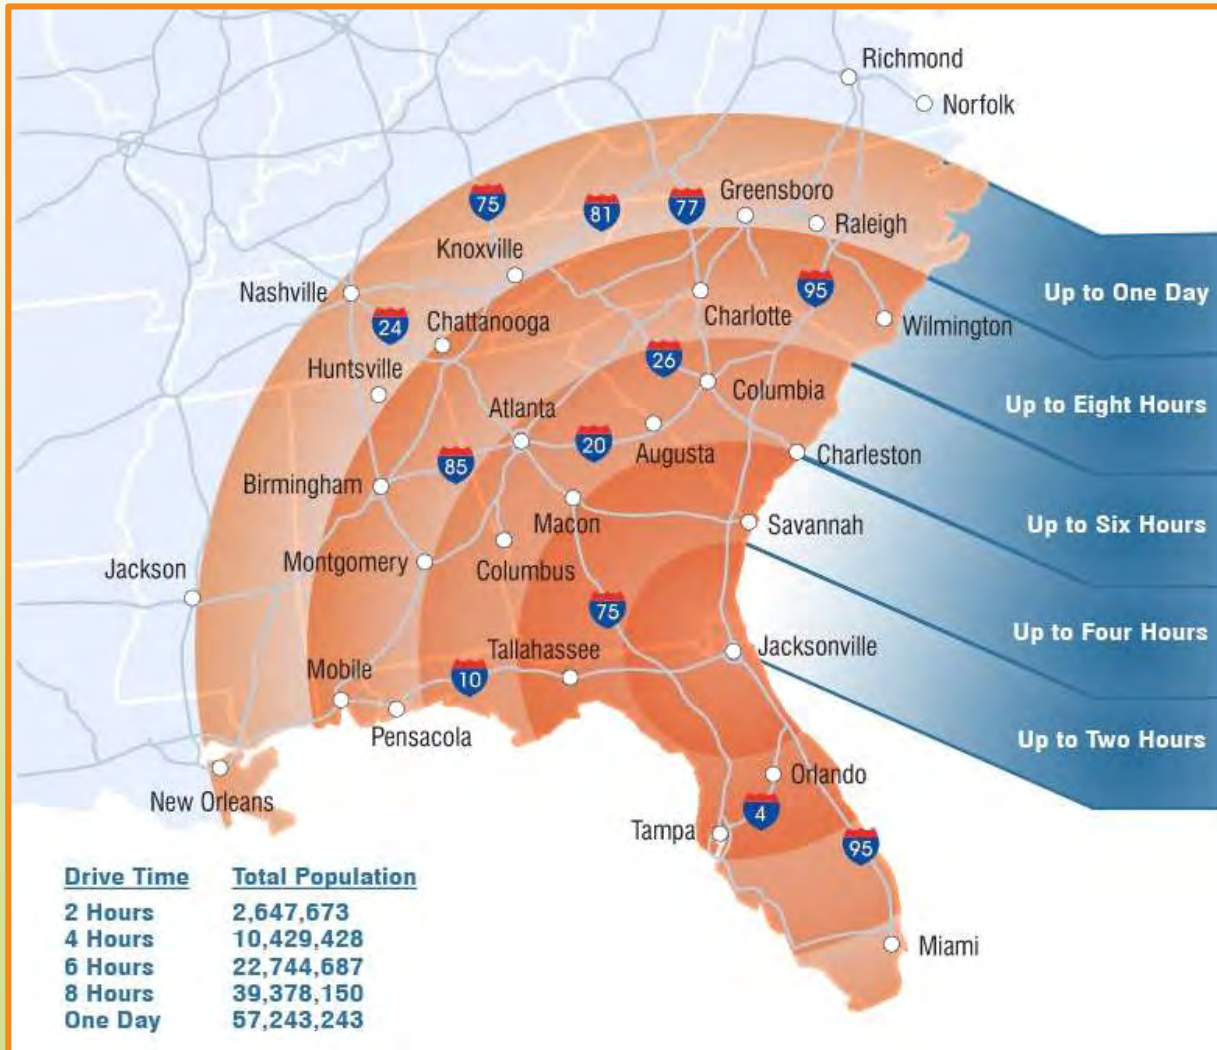 Richmond
Norfolk
Greensboro
75
81
77
Raleigh
Knoxville
Nashville
95
Up to One Day
24
Chattanooga
Charlotte
Wilmington
Huntsville
26
Columbia
Up to Eight Hours
Atlanta
20
Augusta
Charleston
85
Birmingham
Macon
Savannah
Up to Six Hours
Jackson
Montgomery
Columbus
75
Up to Four Hours
Tallahassee
Jacksonville
Mobile
10
Pensacola
Up to Two Hours
Orlando
New Orleans
4
Tampa
95
Miami
Drive Time Total Population
2 Hours 2,647,673
4 Hours 10,429,428
6 Hours 22,744,687
8 Hours 39,378,150
One Day 57,243,243